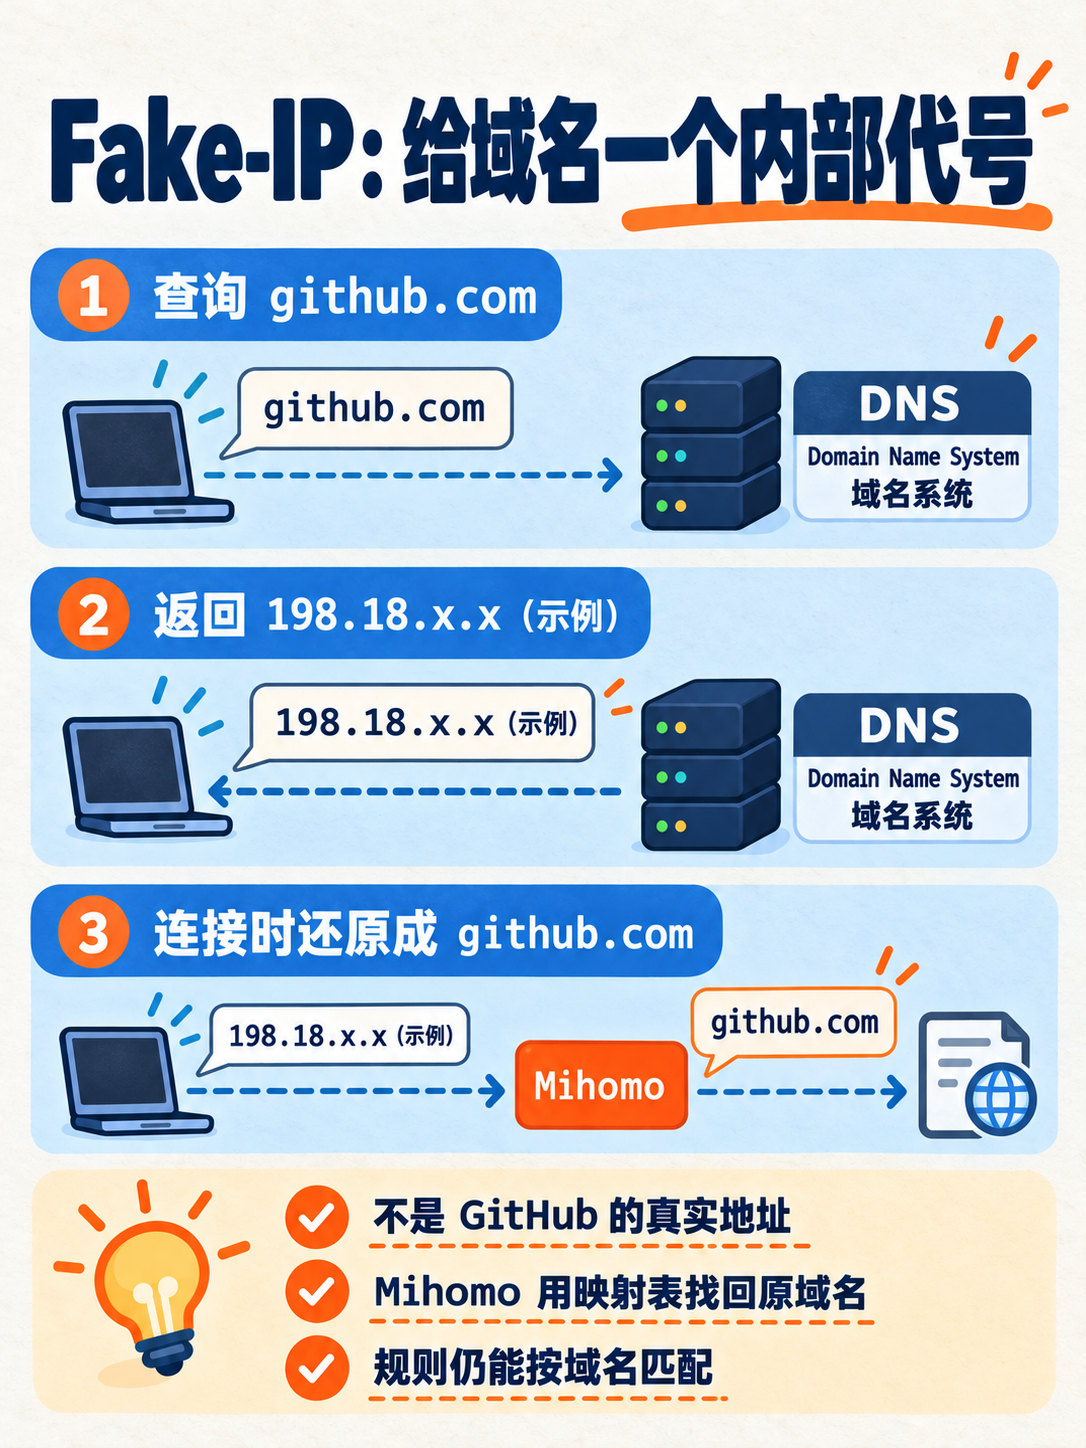 Fake-IP: 给域名一个内部代号
1 查询 github.com
github.com
DNS
Domain Name System
域名系统
2 返回 198.18.x.x（示例）
198.18.x.x（示例）
DNS
Domain Name System
域名系统
3 连接时还原成 github.com
198.18.x.x（示例）
Mihomo
github.com
不是 GitHub 的真实地址
Mihomo 用映射表找回原域名
规则仍能按域名匹配